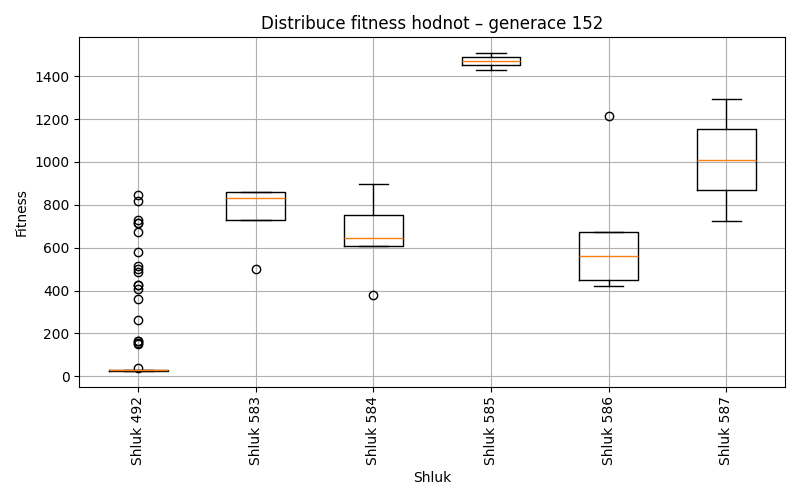 Distribuce fitness hodnot – generace 152
Fitness
1400
1200
1000
800
600
400
200
0
Shluk 492
Shluk 583
Shluk 584
Shluk 585
Shluk 586
Shluk 587
Shluk